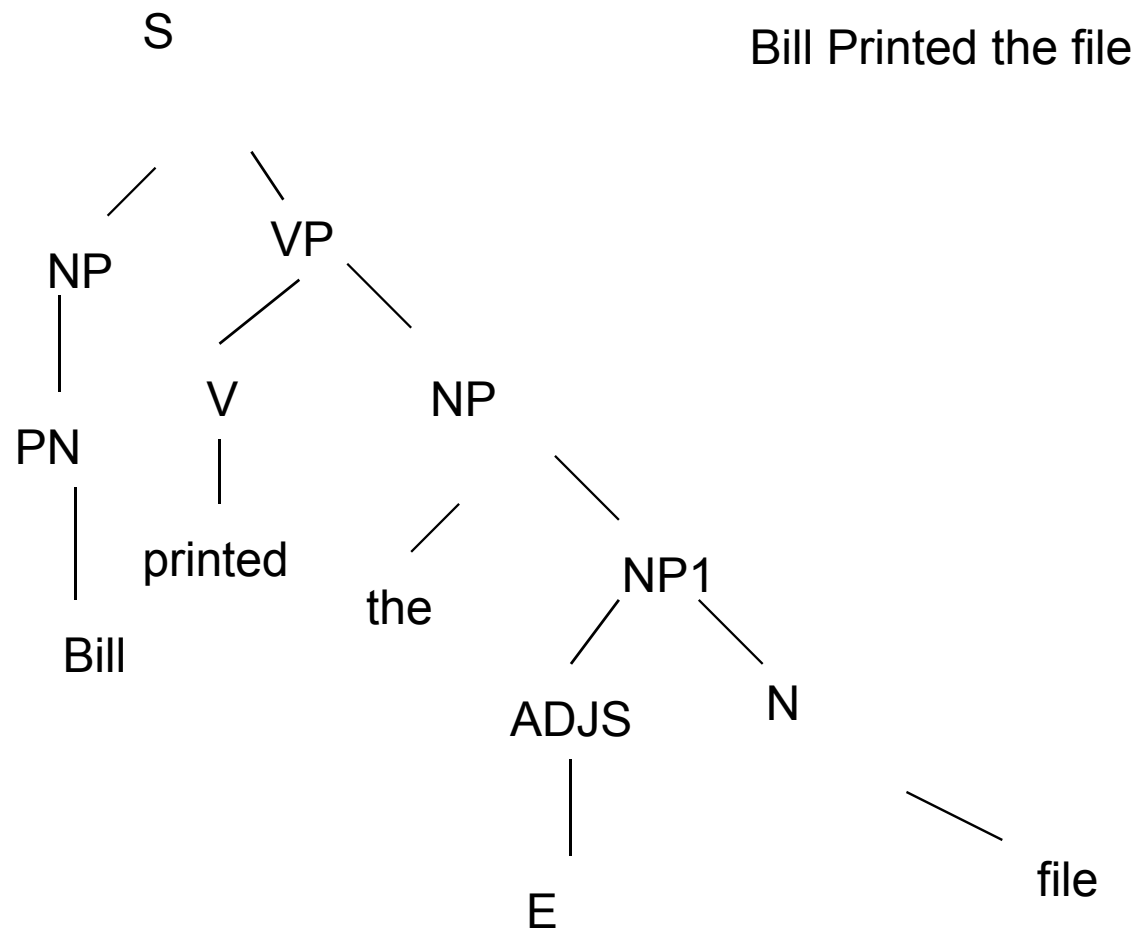 S
Bill Printed the file
VP
NP
V
NP
PN
printed
NP1
the
Bill
N
ADJS
file
E